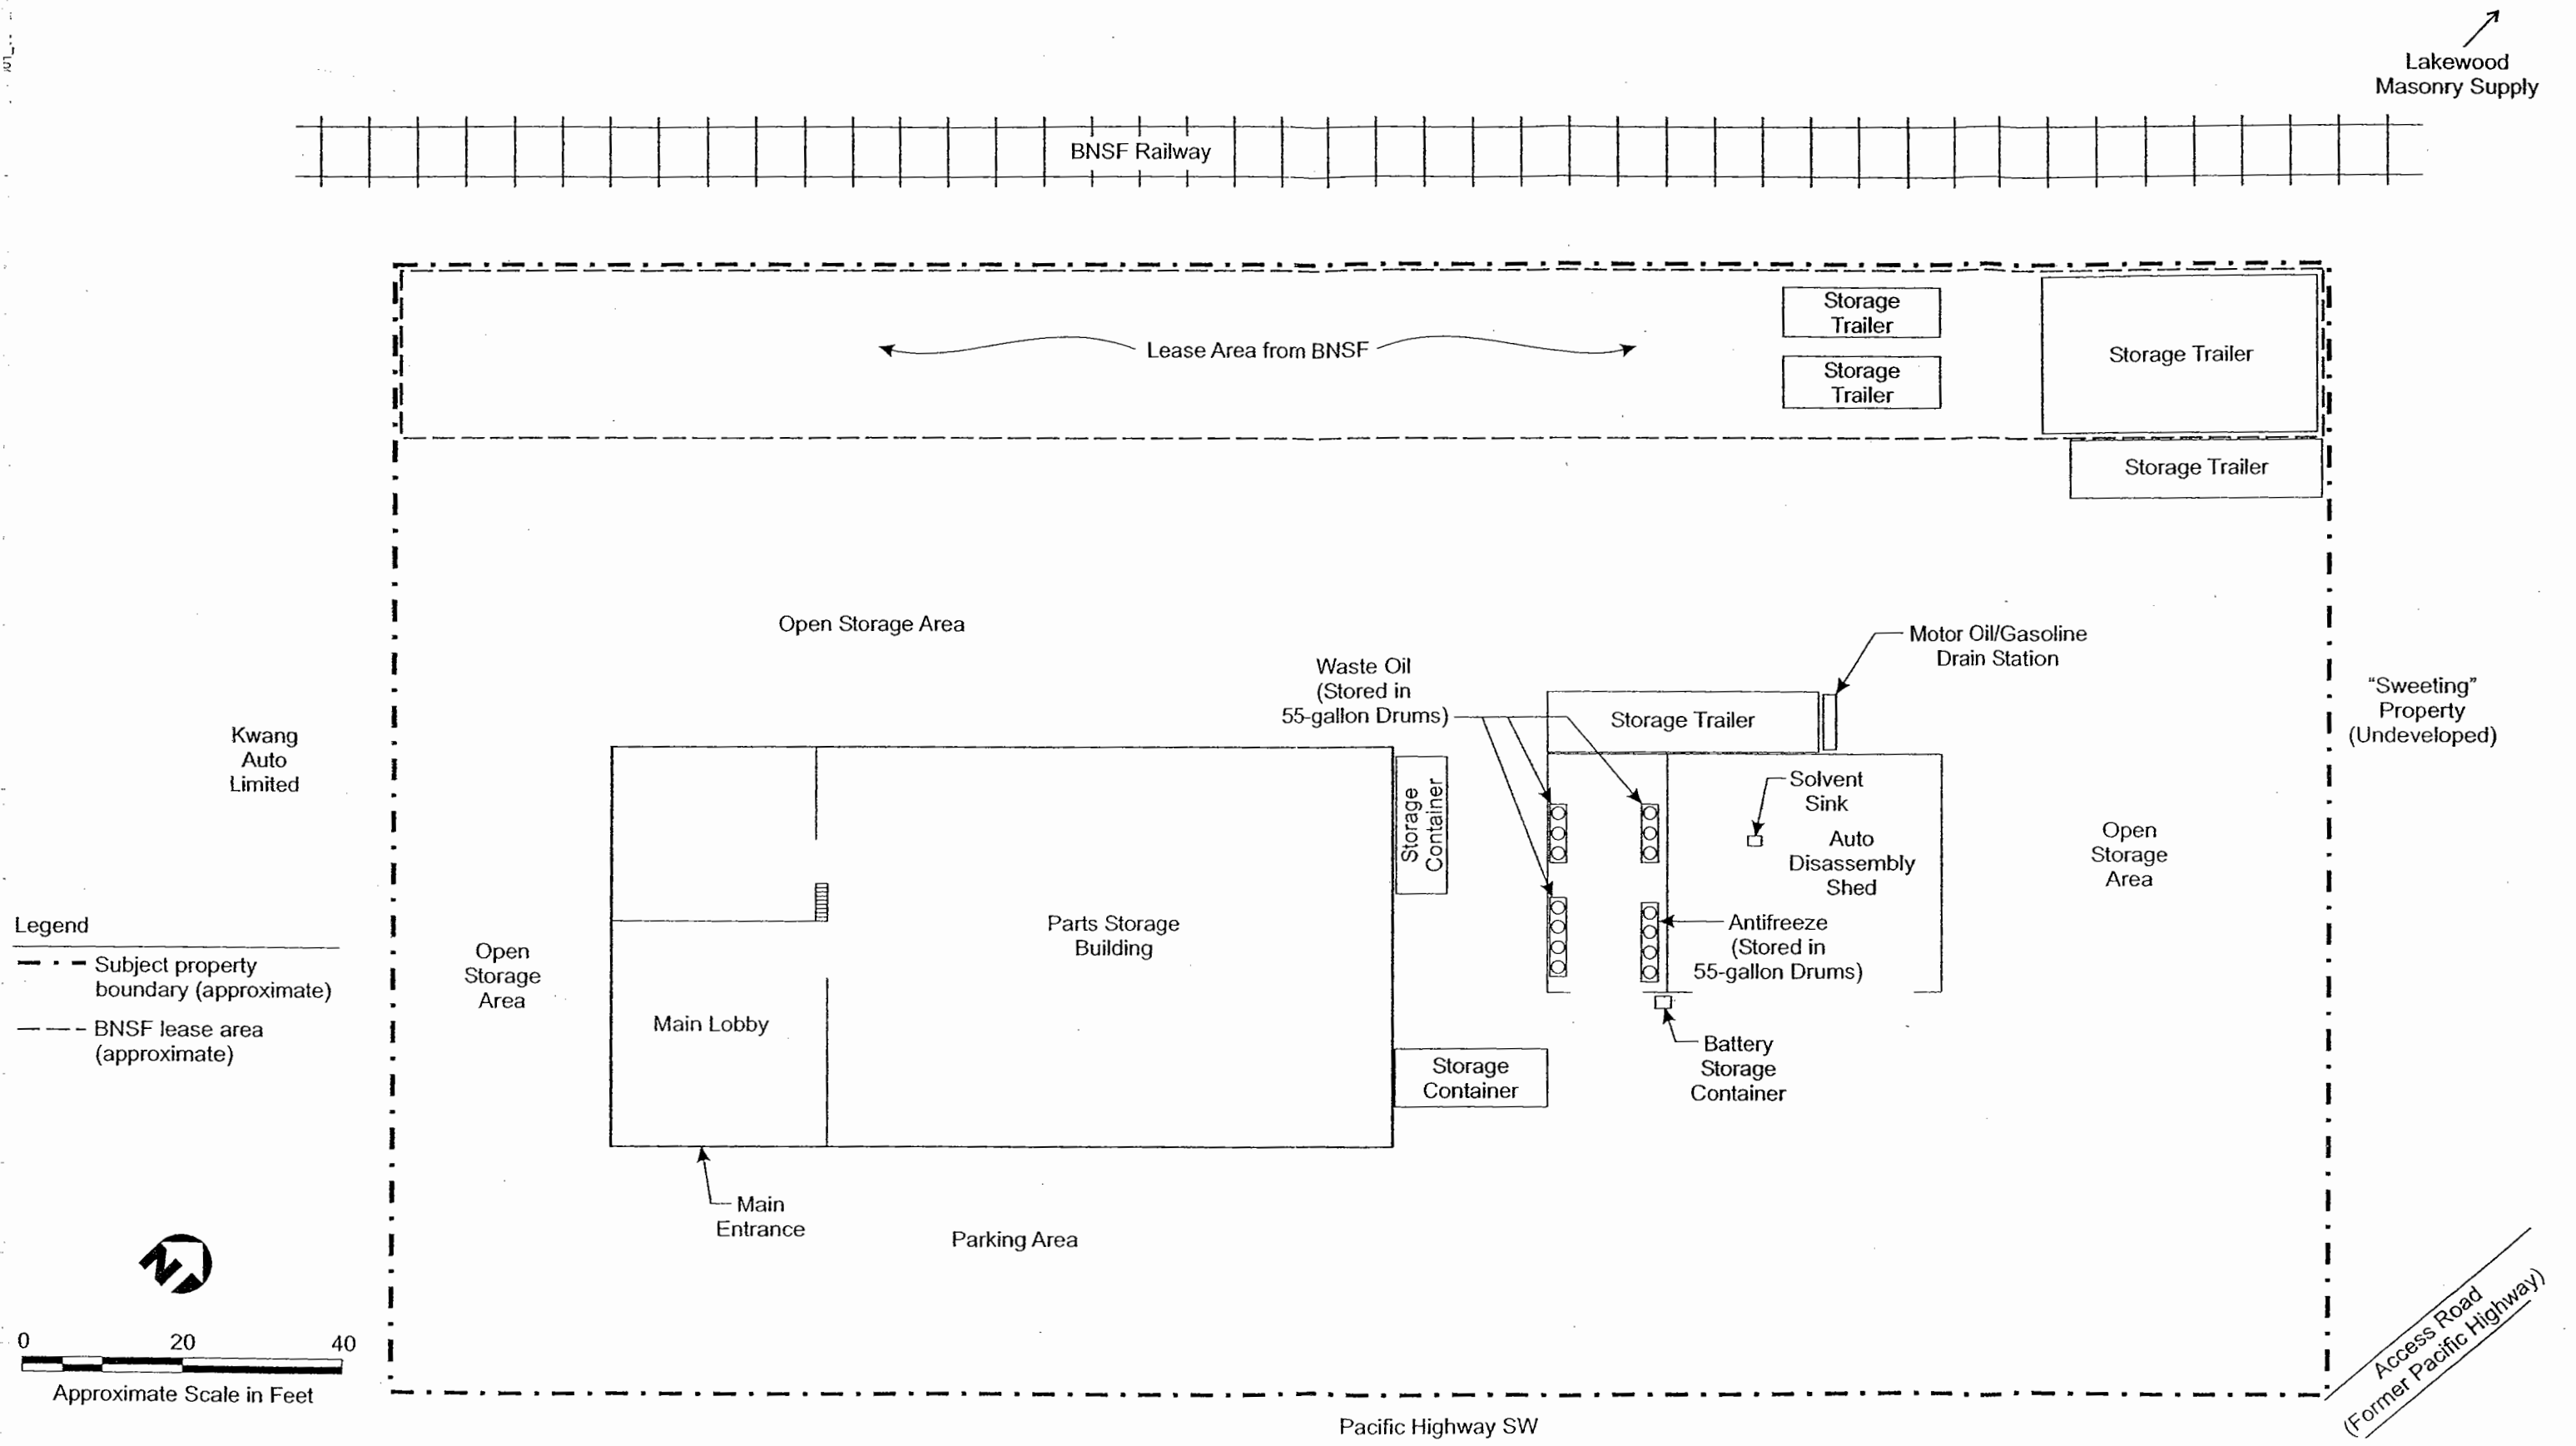 Lakewood
Masonry Supply
BNSF Railway
Storage
Trailer
Storage
Trailer
Storage Trailer
Lease Area from BNSF
Storage Trailer
Open Storage Area
Motor Oil/Gasoline
Drain Station
Waste Oil
(Stored in
55-gallon Drums)
Storage Trailer
"Sweeting"
Property
(Undeveloped)
Kwang
Auto
Limited
Storage
Container
Solvent
Sink
Auto
Disassembly
Shed
Open
Storage
Area
Parts Storage
Building
Antifreeze
(Stored in
55-gallon Drums)
Open
Storage
Area
Main Lobby
Storage
Container
Battery
Storage
Container
Legend
Subject property
boundary (approximate)
BNSF lease area
(approximate)
Main
Entrance
Parking Area
N
0 20 40
Approximate Scale in Feet
Pacific Highway SW
Access Road
(Former Pacific Highway)